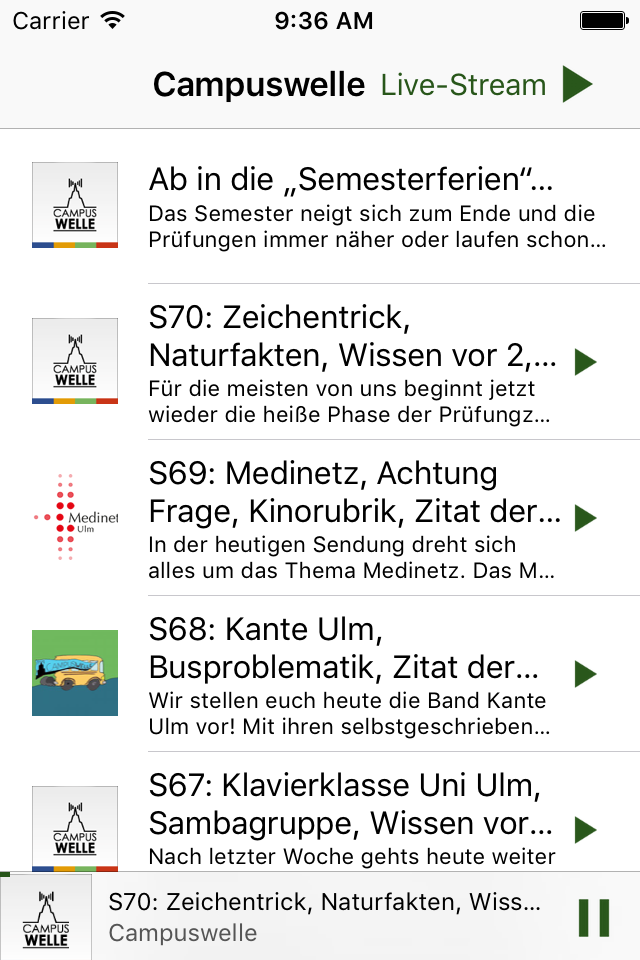 Carrier 9:36 AM
Campuswelle Live-Stream
CAMPUS
WELLE
Ab in die „Semesterferien“...
Das Semester neigt sich zum Ende und die
Prüfungen immer näher oder laufen schon...
CAMPUS
WELLE
S70: Zeichentrick,
Naturfakten, Wissen vor 2,...
Für die meisten von uns beginnt jetzt
wieder die heiße Phase der Prüfungz...
Medinet
Ulm
S69: Medinetz, Achtung
Frage, Kinorubrik, Zitat der...
In der heutigen Sendung dreht sich
alles um das Thema Medinetz. Das M...
CAMPUSWELLE
S68: Kante Ulm,
Busproblematik, Zitat der...
Wir stellen euch heute die Band Kante
Ulm vor! Mit ihren selbstgeschrieben...
CAMPUS
WELLE
S67: Klavierklasse Uni Ulm,
Sambagruppe, Wissen vor...
Nach letzter Woche gehts heute weiter
CAMPUS
WELLE
S70: Zeichentrick, Naturfakten, Wiss...
Campuswelle